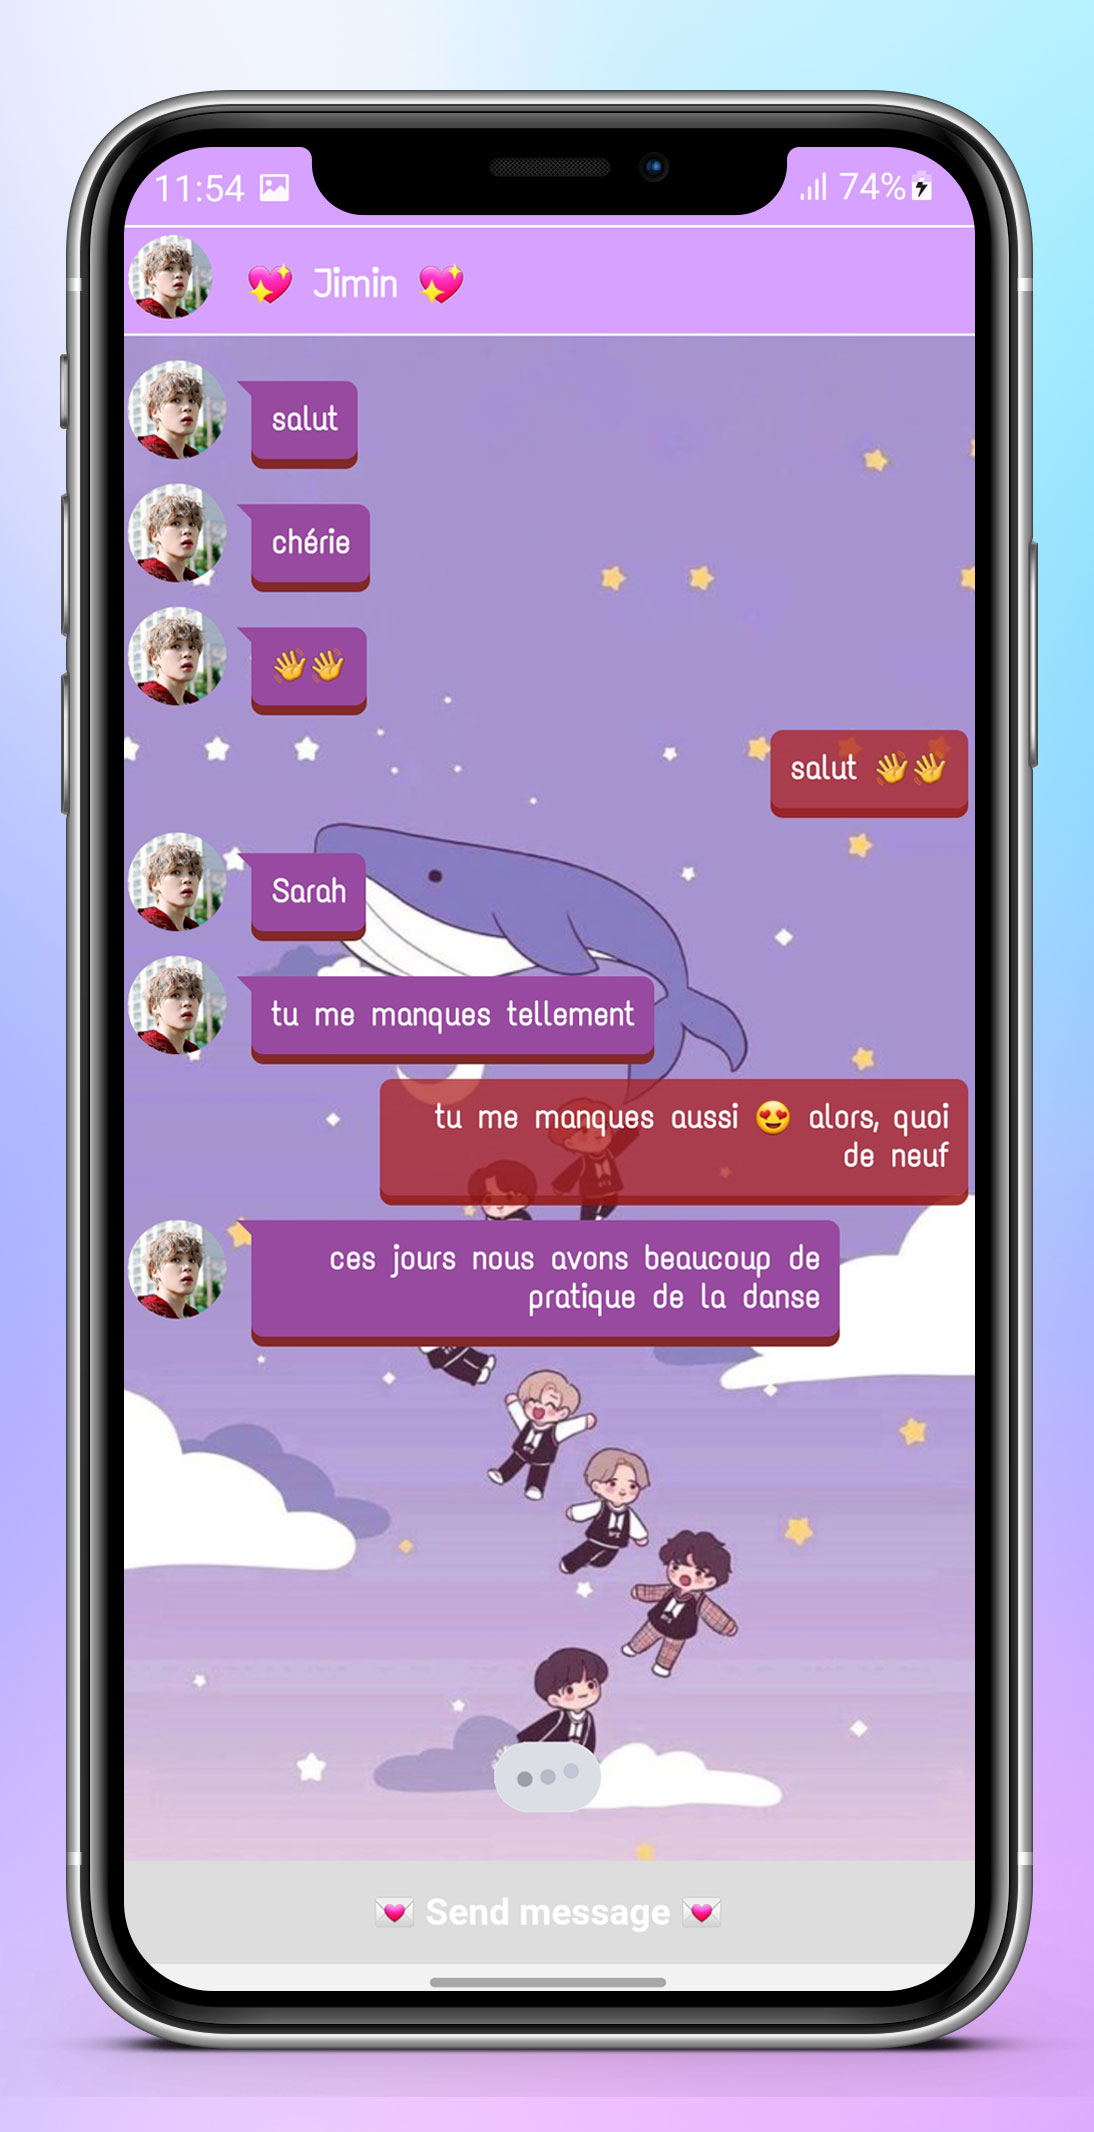 11:54 74%
💖 Jimin 💖
salut
chérie
👋👋
salut 👋👋
Sarah
tu me manques tellement
tu me manques aussi 😍 alors, quoi
de neuf
ces jours nous avons beaucoup de
pratique de la danse
💌 Send message 💌